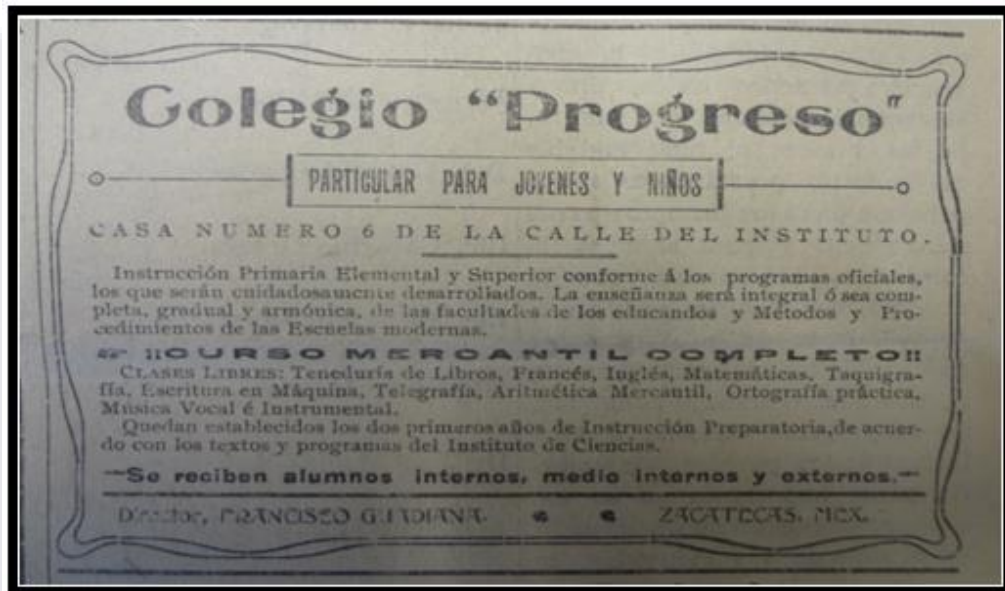 Colegio "Progreso"
PARTICULAR PARA JOVENES Y NIÑOS
CASA NUMERO 6 DE LA CALLE DEL INSTITUTO.
Instrucción Primaria Elemental y Superior conforme á los programas oficiales,
los que serán cuidadosamente desarrollados. La enseñanza será integral ó sea com-
pleta, gradual y armónica, de las facultades de los educandos y Métodos y Pro-
cedimientos de las Escuelas modernas.
¡¡CURSO MERCANTIL COMPLETO!!
CLASES LIBRES: Teneduría de Libros, Francés, Inglés, Matemáticas, Taquigra-
fía, Escritura en Máquina, Telegrafía, Aritmética Mercantil, Ortografía práctica,
Música Vocal é Instrumental.
Quedan establecidos los dos primeros años de Instrucción Preparatoria, de acuer-
do con los textos y programas del Instituto de Ciencias.
Se reciben alumnos internos, medio internos y externos.
Director, FRANCISCO GUADIANA. ZACATECAS, MEX.